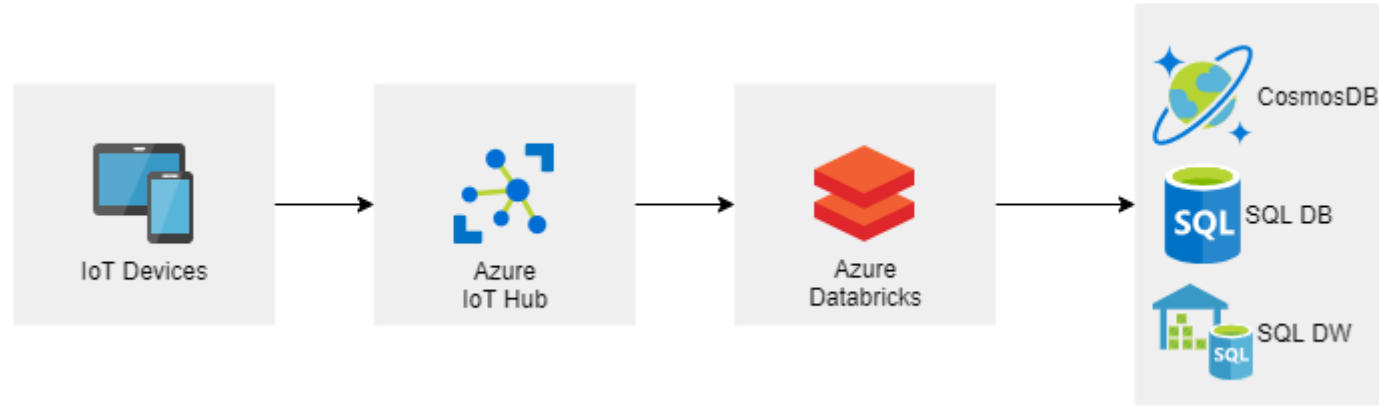 IoT Devices
Azure
IoT Hub
Azure
Databricks
CosmosDB
SQL
SQL DB
SQL
SQL DW